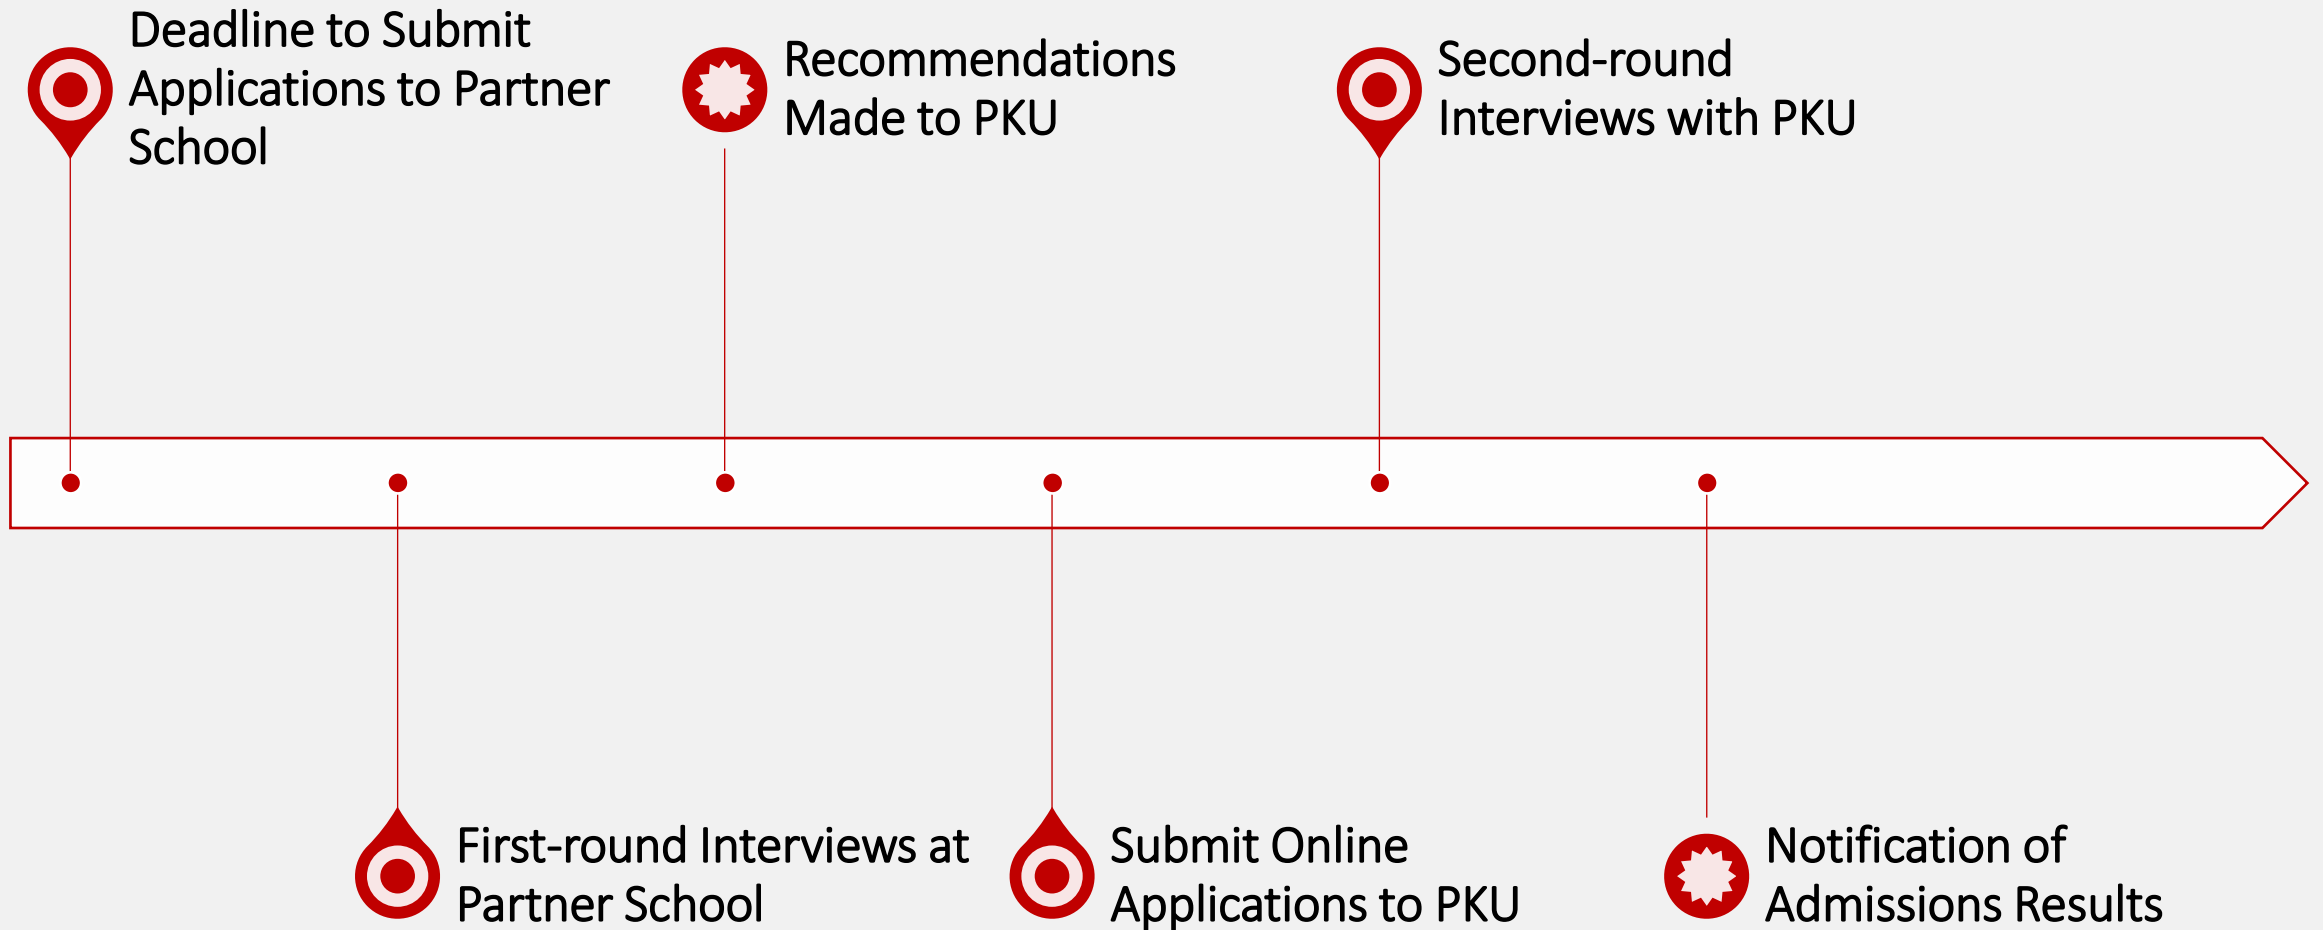 Deadline to Submit
Applications to Partner
School
Recommendations
Made to PKU
Second-round
Interviews with PKU
First-round Interviews at
Partner School
Submit Online
Applications to PKU
Notification of
Admissions Results